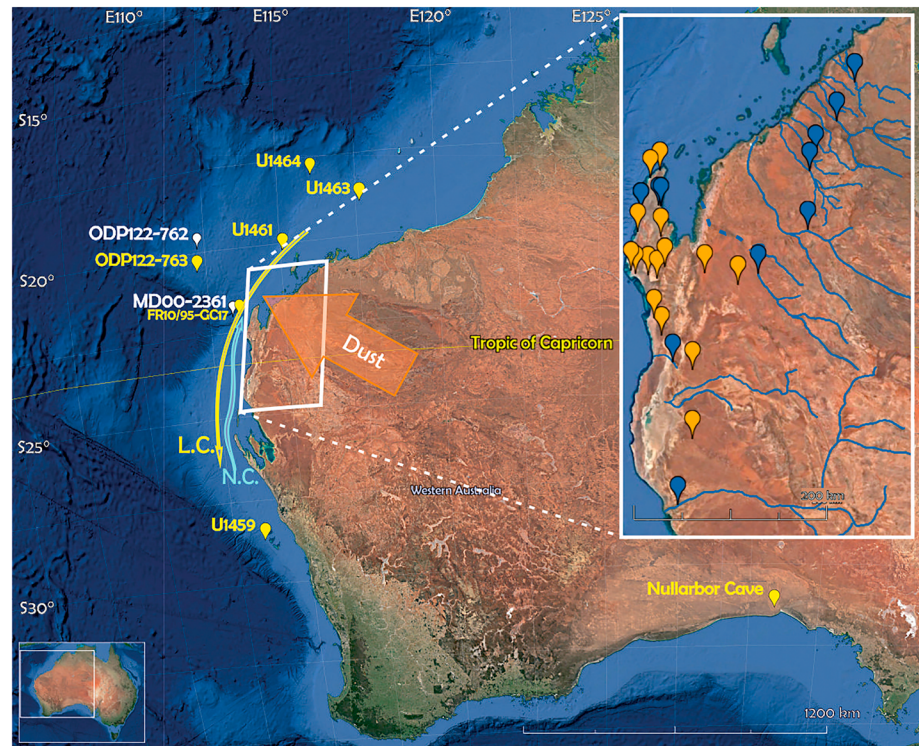 E110°
E115°
E120°
E125°
S15°
U1464
U1463
ODP122-762
U1461
ODP122-763
S20°
MD00-2361
FR10/95-GC17
Dust
Tropic of Capricorn
S25°
L.C.
N.C.
Western Australia
500 km
U1459
Nullarbor Cave
S30°
1200 km